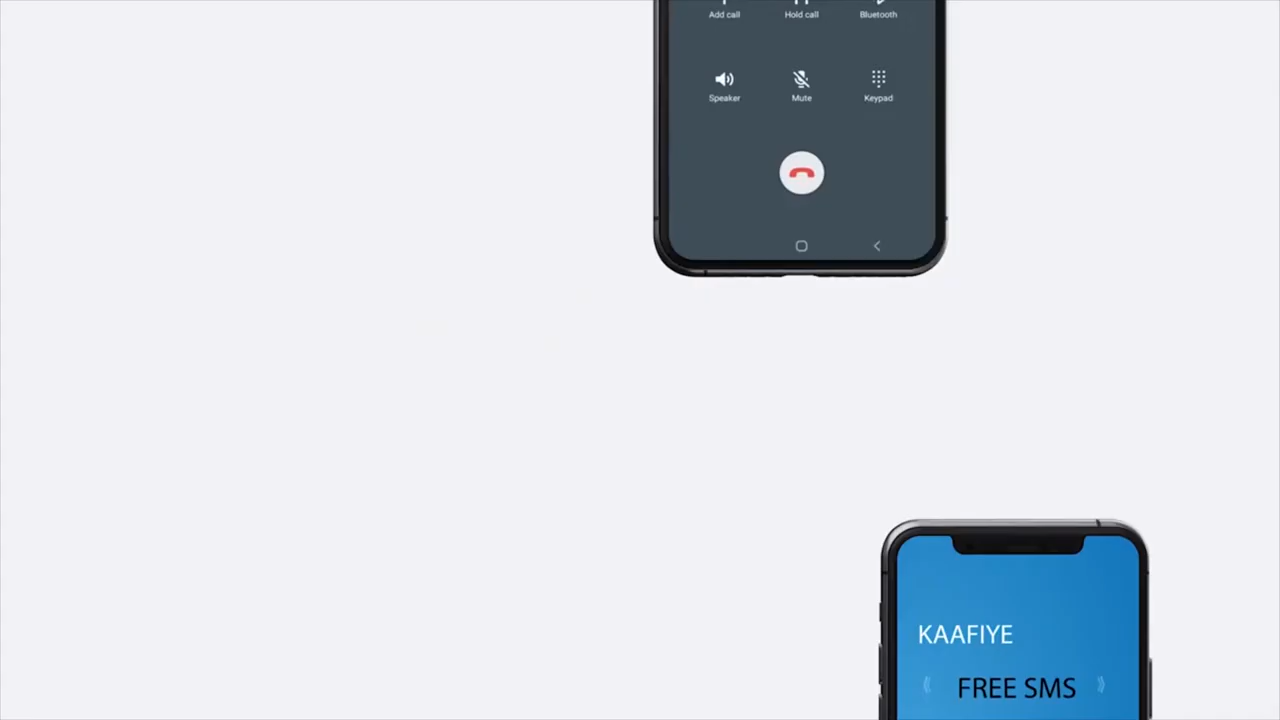 Add call Hold call Bluetooth
Speaker Mute Keypad
KAAFIYE
FREE SMS